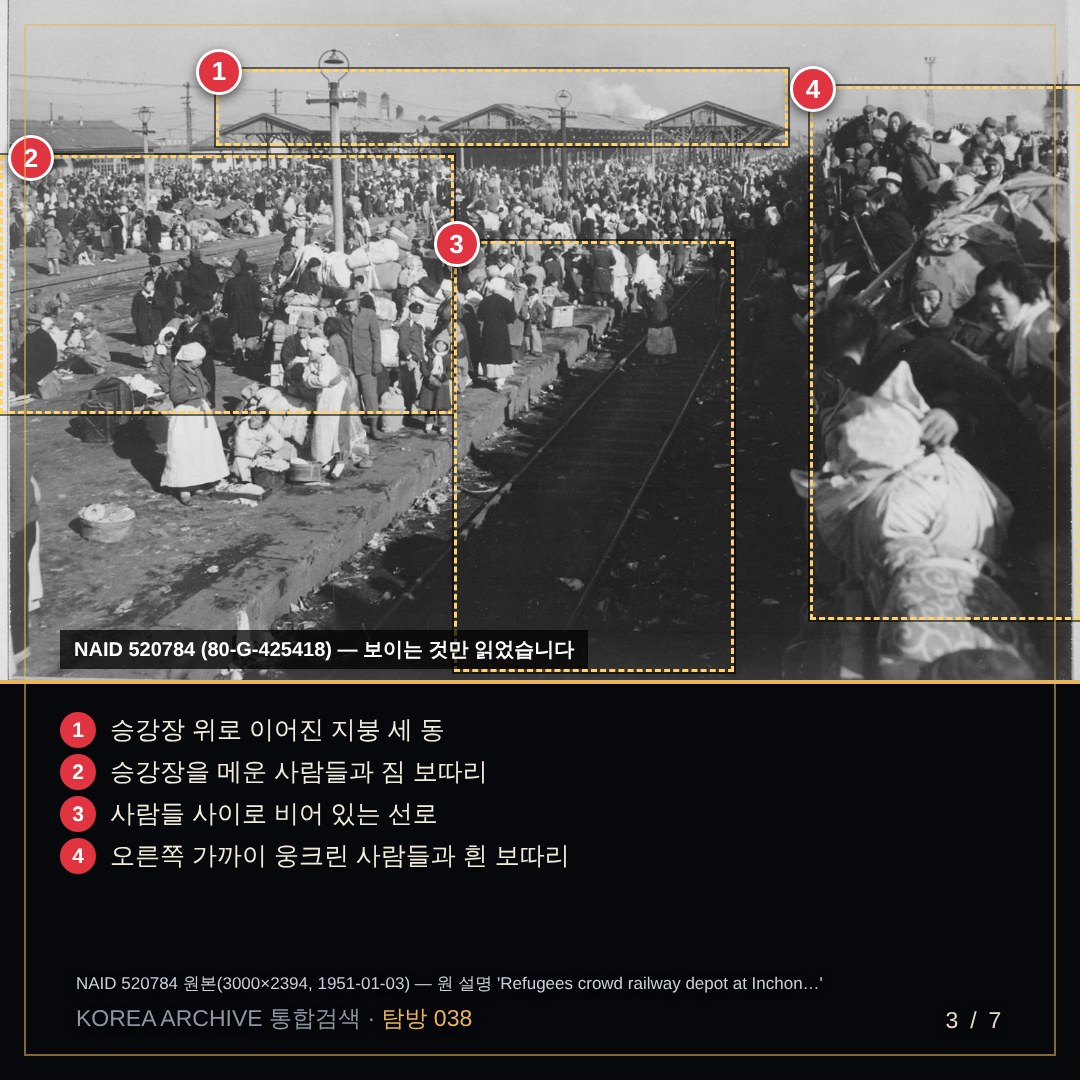 1
2
3
4
NAID 520784 (80-G-425418) — 보이는 것만 읽었습니다
1 승강장 위로 이어진 지붕 세 동
2 승강장을 메운 사람들과 짐 보따리
3 사람들 사이로 비어 있는 선로
4 오른쪽 가까이 웅크린 사람들과 흰 보따리
NAID 520784 원본(3000×2394, 1951-01-03) — 원 설명 'Refugees crowd railway depot at Inchon…'
KOREA ARCHIVE 통합검색 · 탐방 038
3 / 7